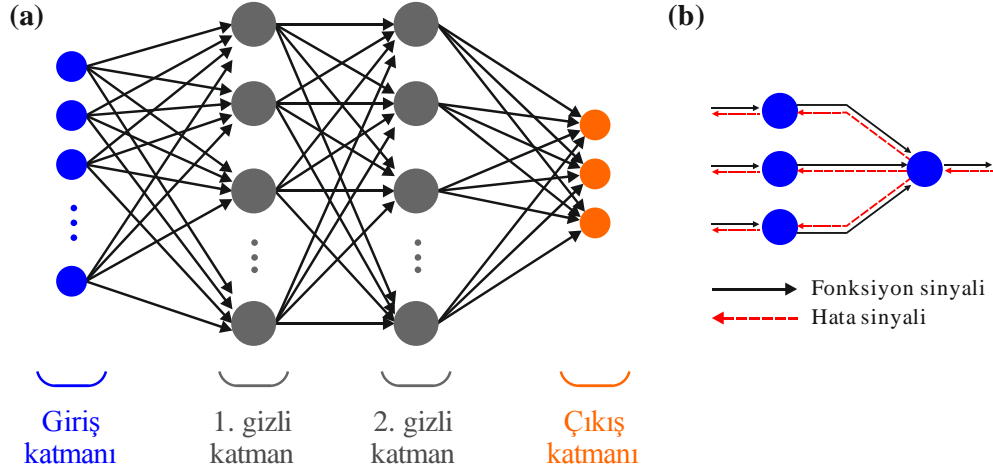 (a)
(b)
Fonksiyon sinyali
Hata sinyali
Giriş
katmanı
1. gizli
katman
2. gizli
katman
Çıkış
katmanı